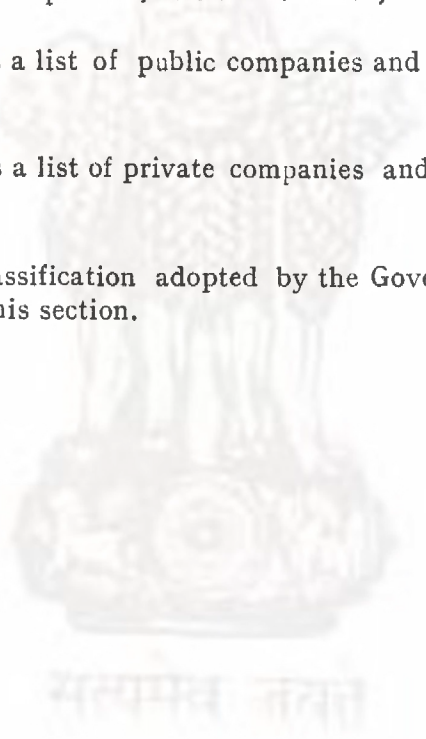 a list of public companies and
a list of private companies and
assification adopted by the Gove
his section.
सत्यमेव जयते